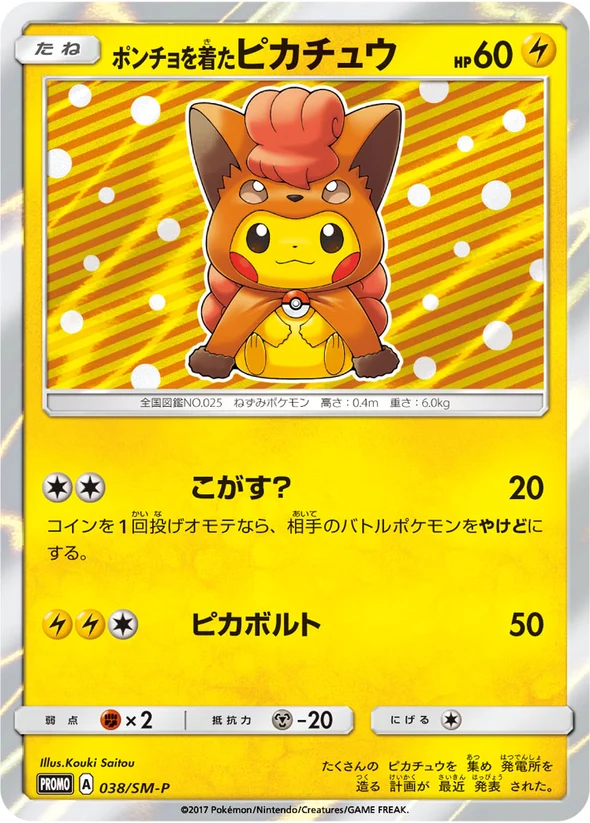 たね ポンチョを着たピカチュウ HP60
全国図鑑NO.025 ねずみポケモン 高さ:0.4m 重さ:6.0kg
こがす? 20
コインを1回投げオモテなら、相手のバトルポケモンをやけどに
する。
ピカボルト 50
弱点 ×2 抵抗力 -20 にげる
Illus.Kouki Saitou
PROMO A 038/SM-P
たくさんの ピカチュウを 集め 発電所を
造る 計画が 最近 発表 された。
©2017 Pokémon/Nintendo/Creatures/GAME FREAK.